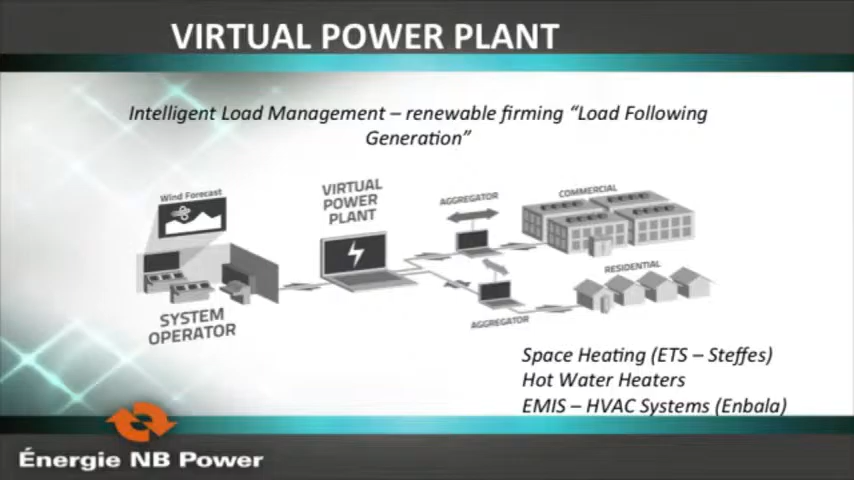 VIRTUAL POWER PLANT
Intelligent Load Management – renewable firming “Load Following
Generation”
Wind Forecast
SYSTEM
OPERATOR
VIRTUAL
POWER
PLANT
AGGREGATOR
COMMERCIAL
AGGREGATOR
RESIDENTIAL
Space Heating (ETS – Steffes)
Hot Water Heaters
EMIS – HVAC Systems (Enbala)
Énergie NB Power